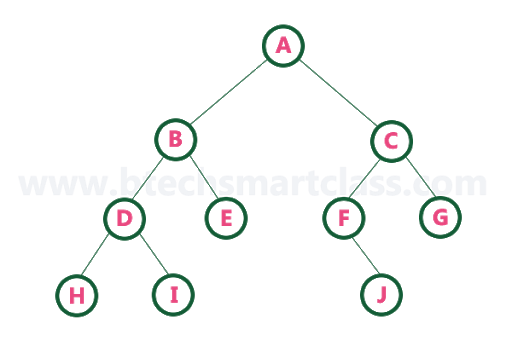 A
B C
www.btechsmartclass.com
D E F G
H I J